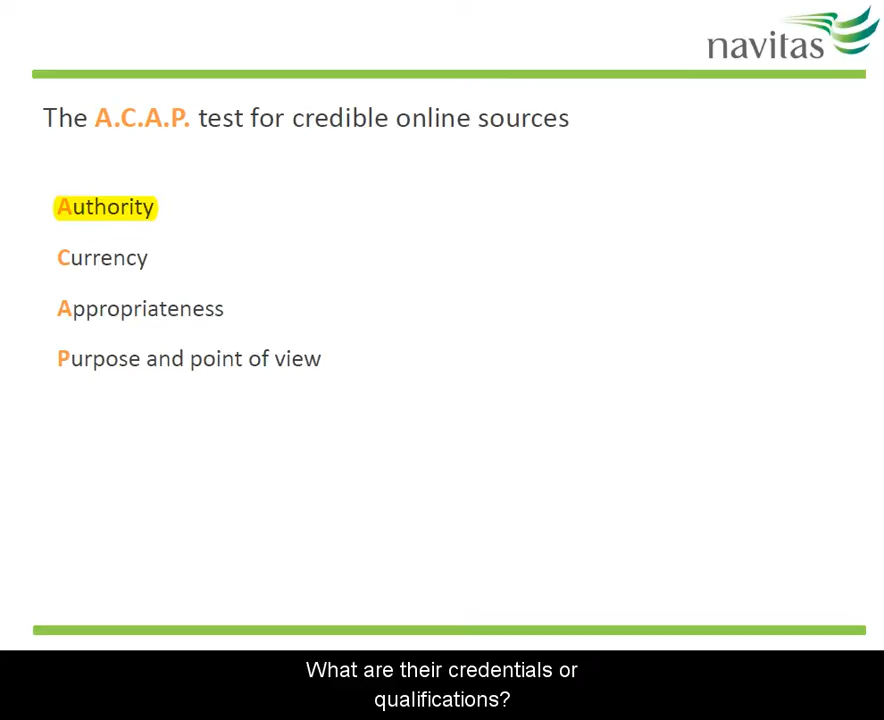 navitas
The A.C.A.P. test for credible online sources
Authority
Currency
Appropriateness
Purpose and point of view
What are their credentials or
qualifications?